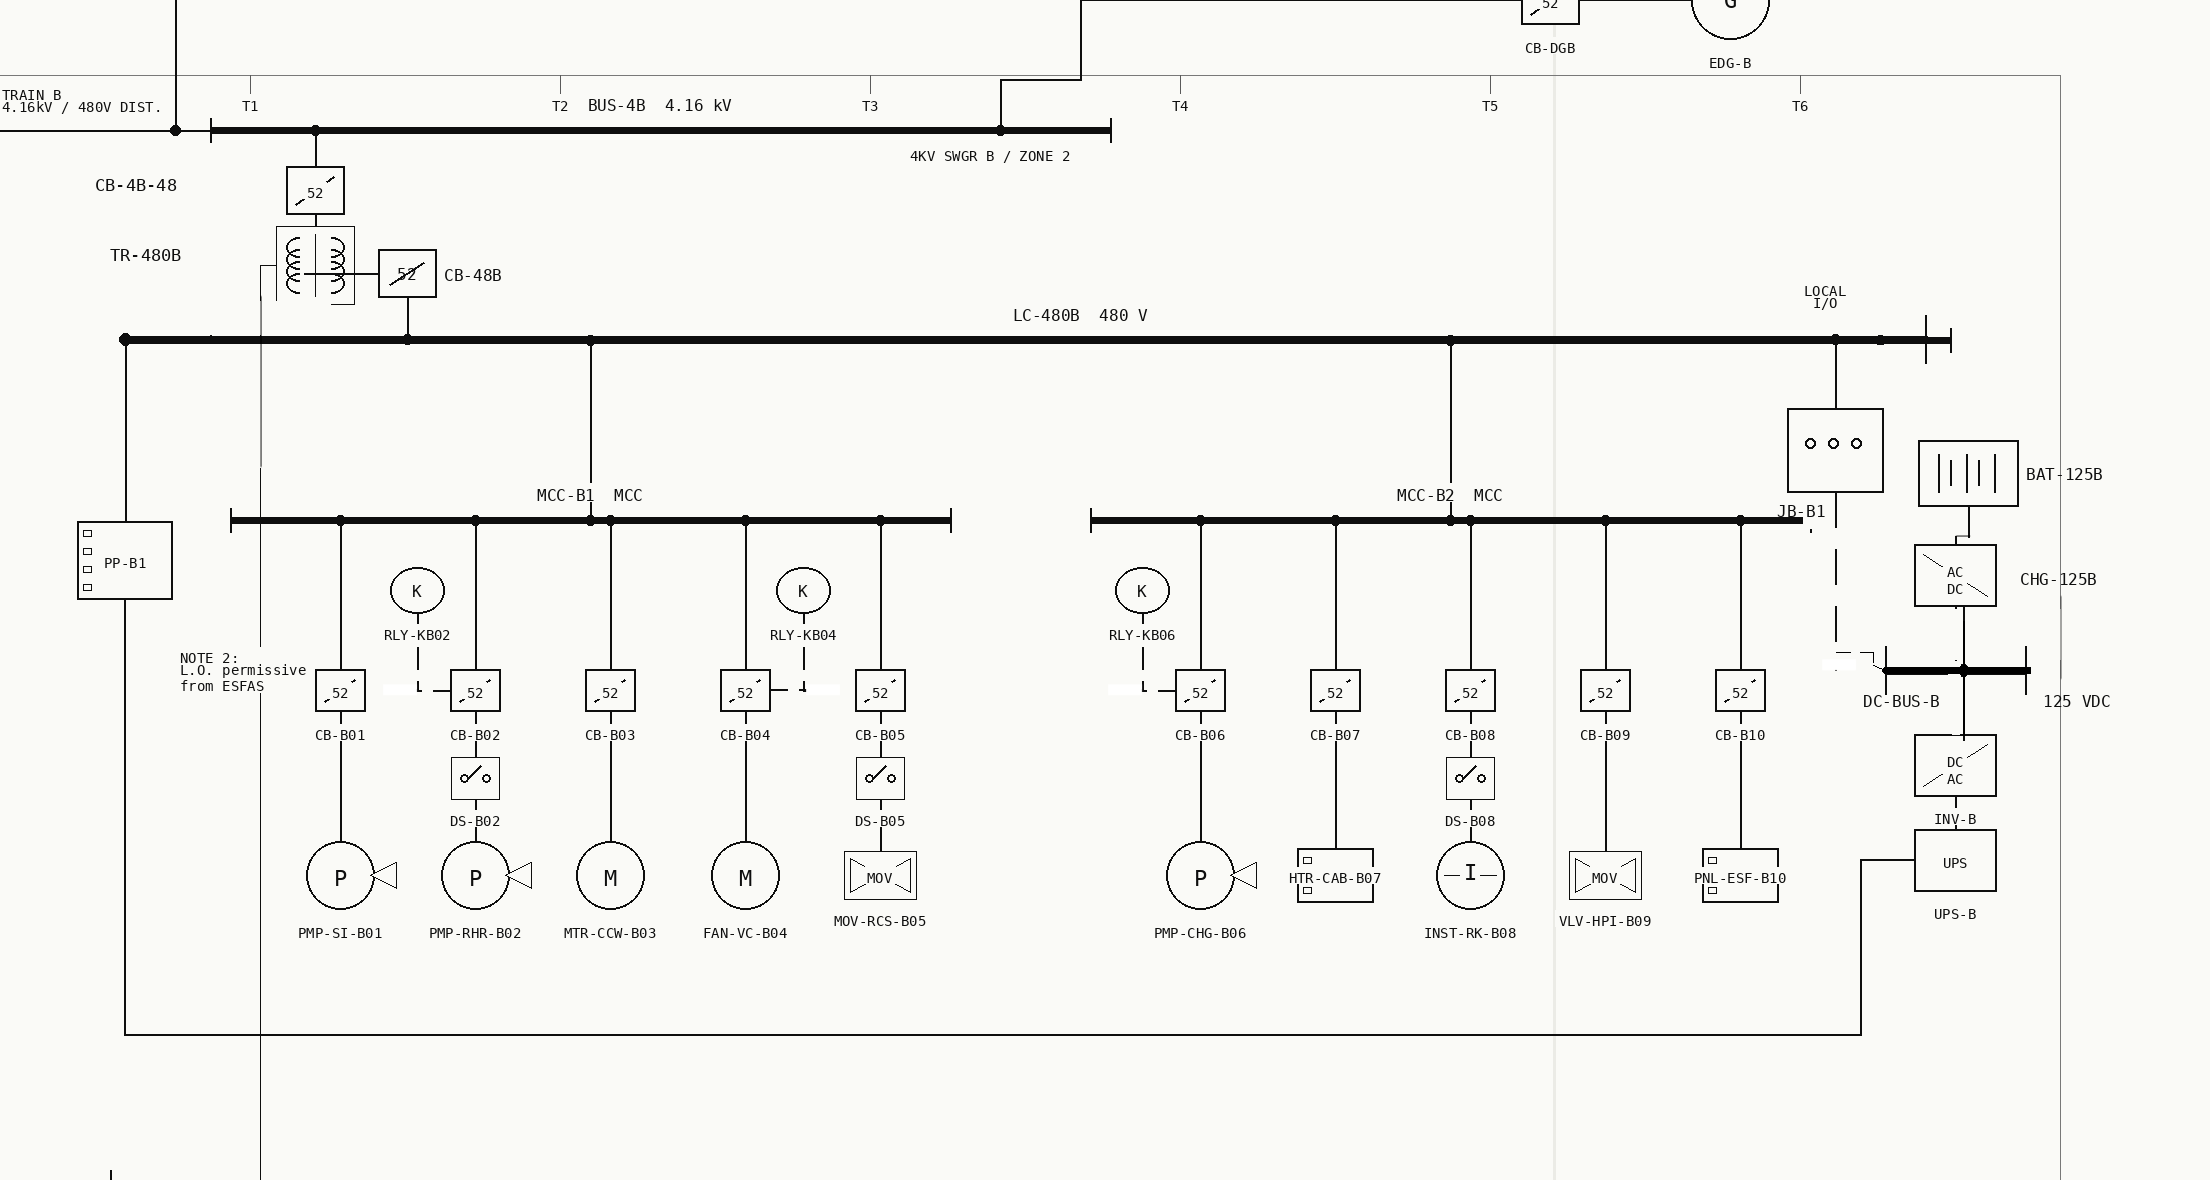 52
G
CB-DGB
EDG-B
TRAIN B
4.16kV / 480V DIST.
T1
T2
BUS-4B  4.16 kV
T3
T4
T5
T6
4KV SWGR B / ZONE 2
CB-4B-48
52
TR-480B
52
CB-48B
LOCAL
I/O
LC-480B  480 V
BAT-125B
MCC-B1  MCC
MCC-B2  MCC
JB-B1
PP-B1
AC
DC
CHG-125B
K
K
K
RLY-KB02
RLY-KB04
RLY-KB06
NOTE 2:
L.O. permissive
from ESFAS
52
52
52
52
52
52
52
52
52
52
DC-BUS-B
125 VDC
CB-B01
CB-B02
CB-B03
CB-B04
CB-B05
CB-B06
CB-B07
CB-B08
CB-B09
CB-B10
DC
AC
DS-B02
DS-B05
DS-B08
INV-B
P
P
M
M
MOV
P
HTR-CAB-B07
I
MOV
PNL-ESF-B10
UPS
PMP-SI-B01
PMP-RHR-B02
MTR-CCW-B03
FAN-VC-B04
MOV-RCS-B05
PMP-CHG-B06
INST-RK-B08
VLV-HPI-B09
UPS-B